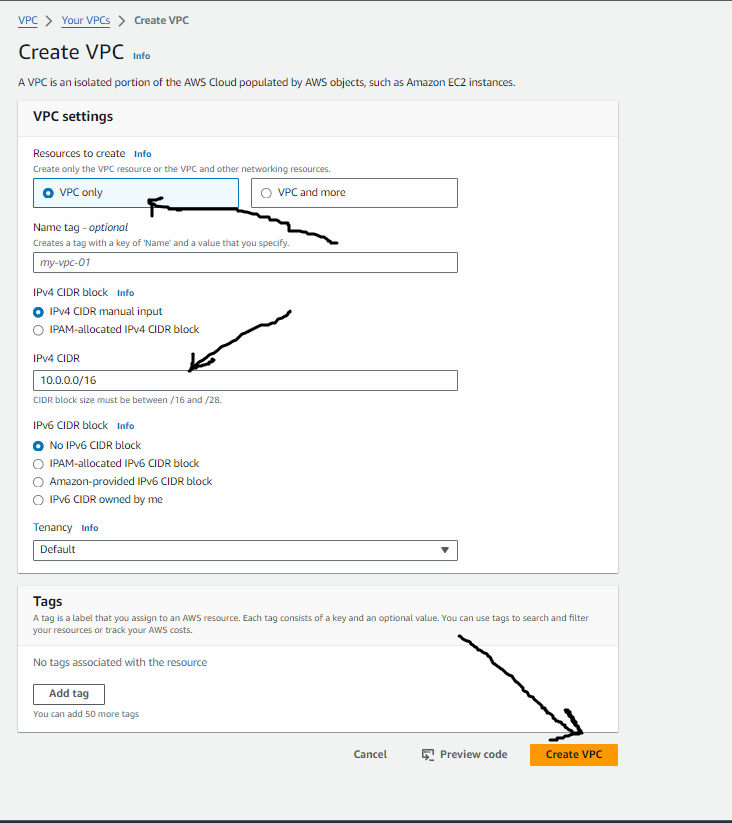 VPC > Your VPCs > Create VPC
Create VPC Info
A VPC is an isolated portion of the AWS Cloud populated by AWS objects, such as Amazon EC2 instances.
VPC settings
Resources to create Info
Create only the VPC resource or the VPC and other networking resources.
VPC only
VPC and more
Name tag - optional
Creates a tag with a key of 'Name' and a value that you specify.
my-vpc-01
IPv4 CIDR block Info
IPv4 CIDR manual input
IPAM-allocated IPv4 CIDR block
IPv4 CIDR
10.0.0.0/16
CIDR block size must be between /16 and /28.
IPv6 CIDR block Info
No IPv6 CIDR block
IPAM-allocated IPv6 CIDR block
Amazon-provided IPv6 CIDR block
IPv6 CIDR owned by me
Tenancy Info
Default
Tags
A tag is a label that you assign to an AWS resource. Each tag consists of a key and an optional value. You can use tags to search and filter
your resources or track your AWS costs.
No tags associated with the resource
Add tag
You can add 50 more tags
Cancel Preview code Create VPC